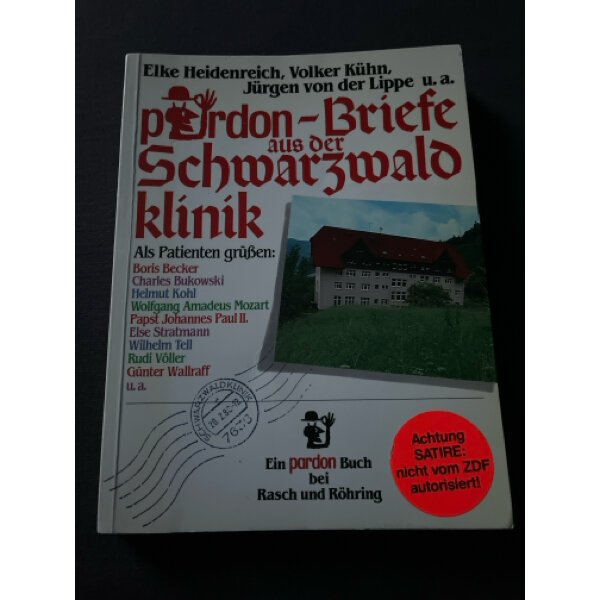 Elke Heidenreich, Volker Kühn,
Jürgen von der Lippe u. a.
pardon-Briefe
aus der
Schwarzwald
klinik
Als Patienten grüßen:
Boris Becker
Charles Bukowski
Helmut Kohl
Wolfgang Amadeus Mozart
Papst Johannes Paul II.
Else Stratmann
Wilhelm Tell
Rudi Völler
Günter Wallraff
u. a.
SCHWARZWALDKLINIK
Ein pardon Buch
bei
Rasch und Röhring
Achtung
SATIRE:
nicht vom ZDF
autorisiert!